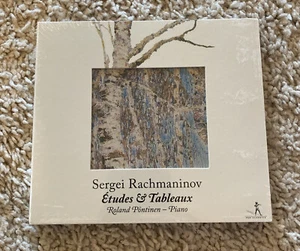 Sergei Rachmaninov
Études & Tableaux
Roland Pöntinen – Piano